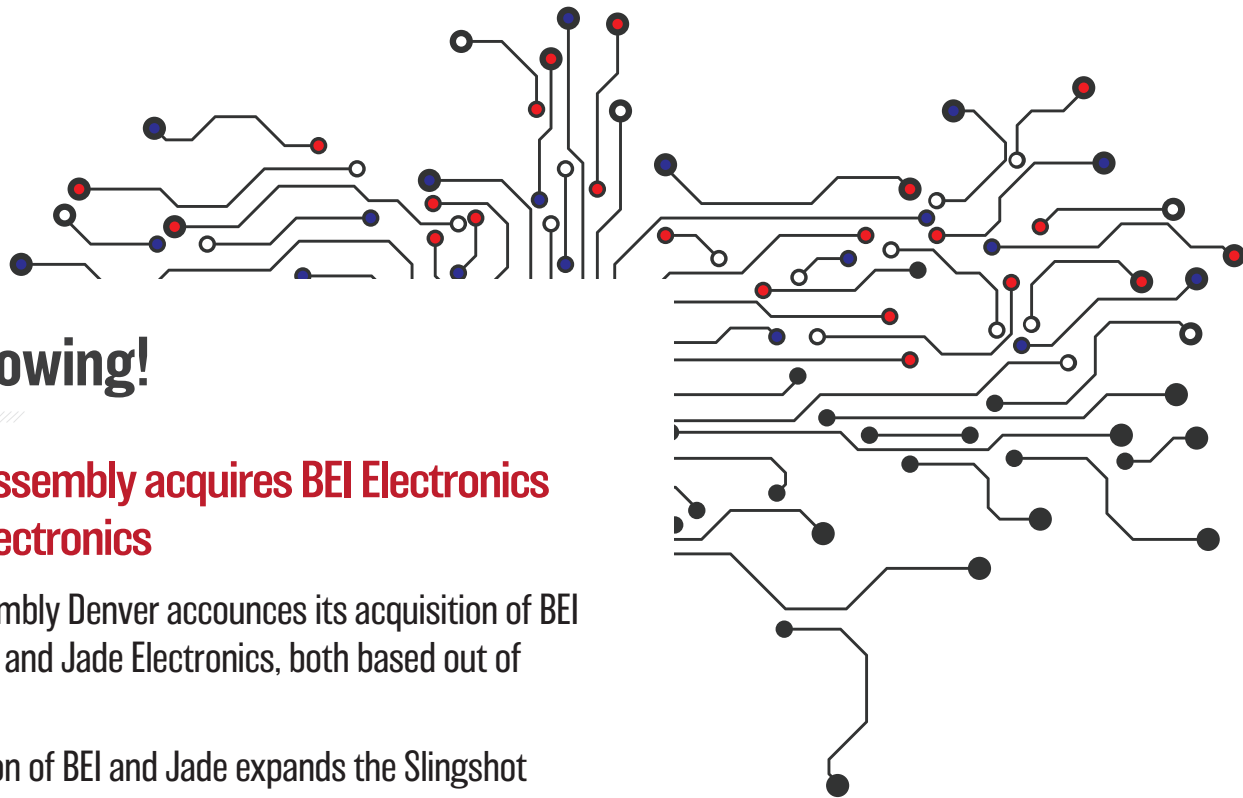 owing!
ssembly acquires BEI Electronics
ectronics
mbly Denver accounces its acquisition of BEI
and Jade Electronics, both based out of
on of BEI and Jade expands the Slingshot